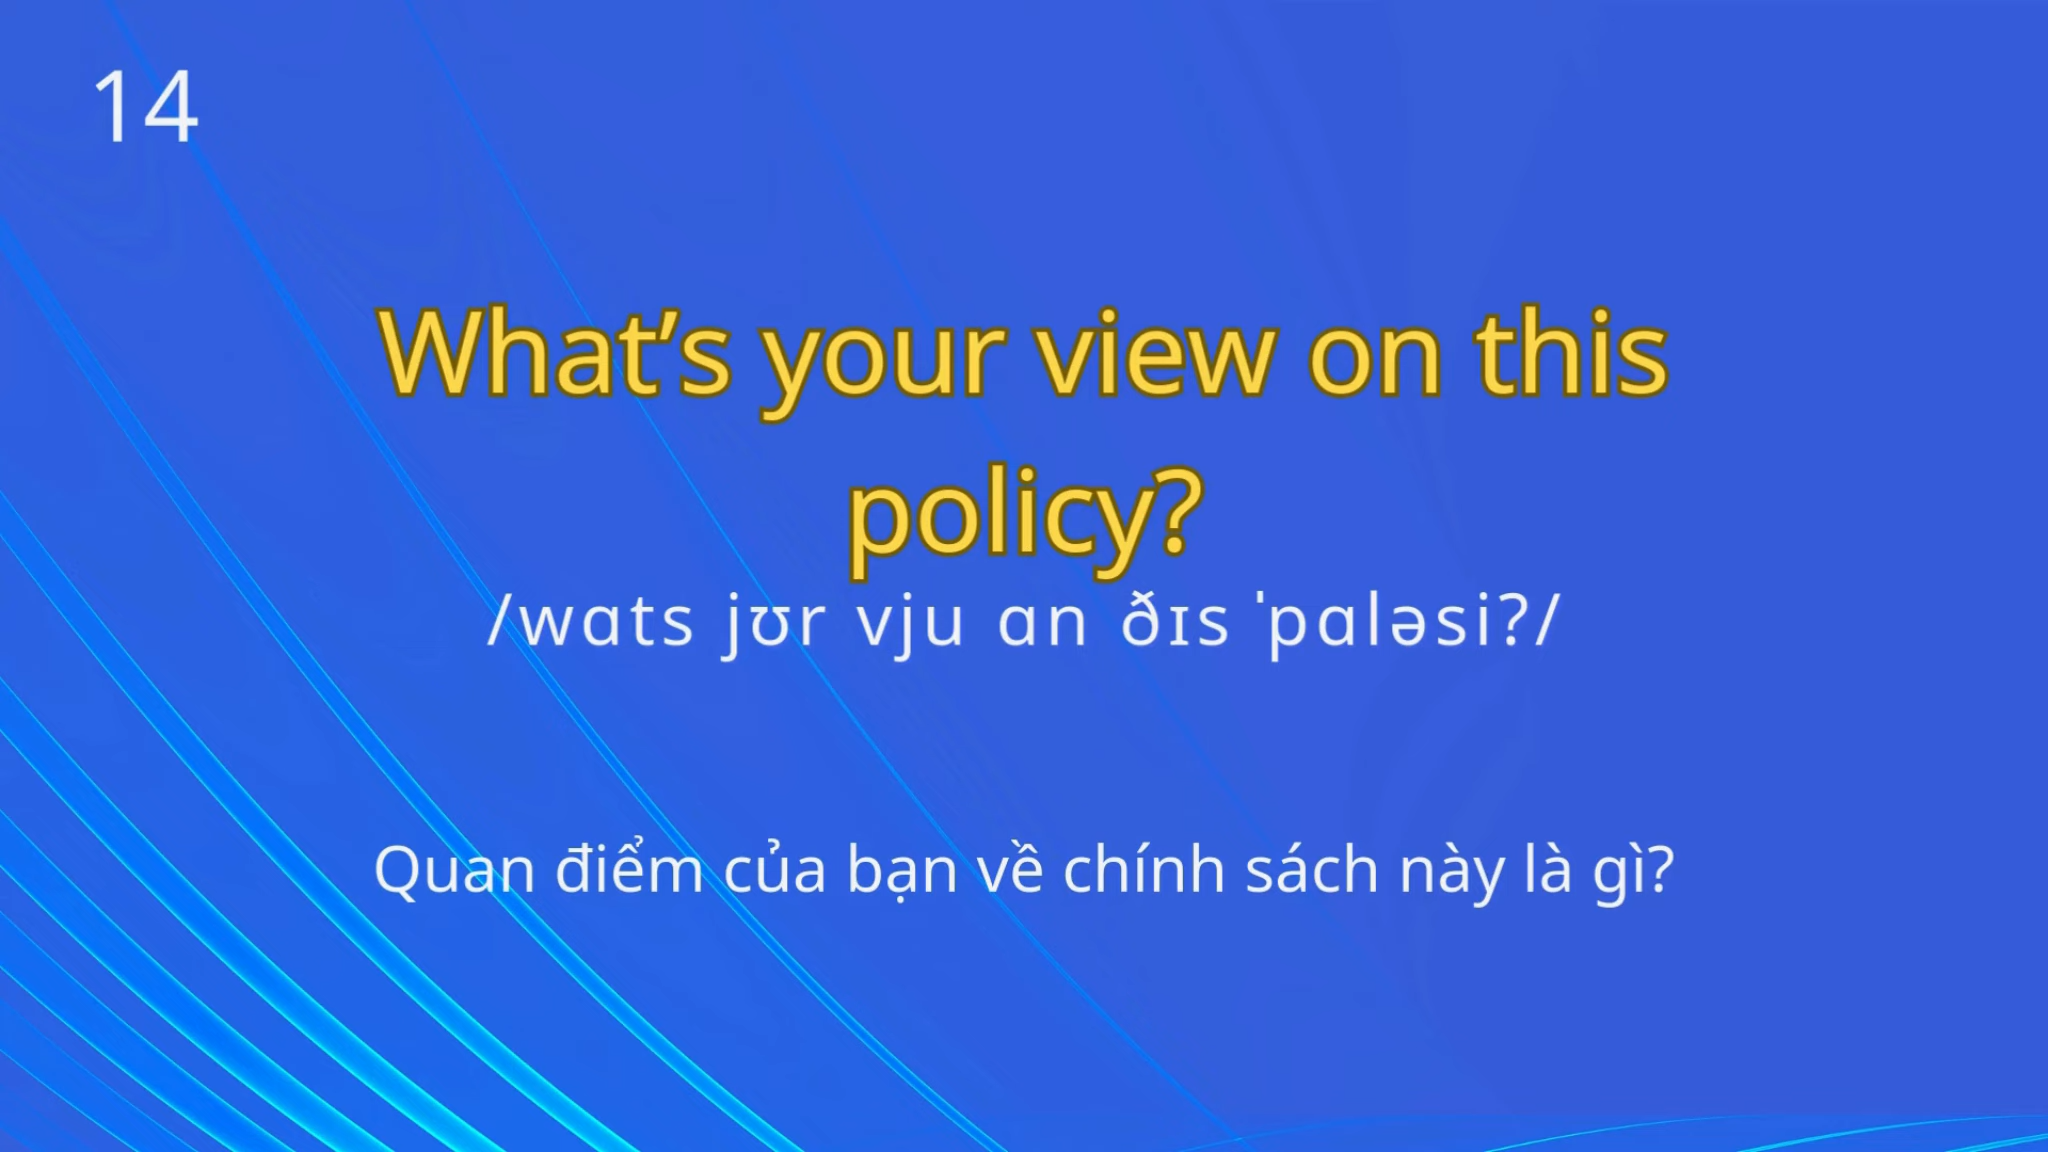 14
What’s your view on this
policy?
/wɑts jʊr vju ɑn ðɪs ˈpɑləsi?/
Quan điểm của bạn về chính sách này là gì?